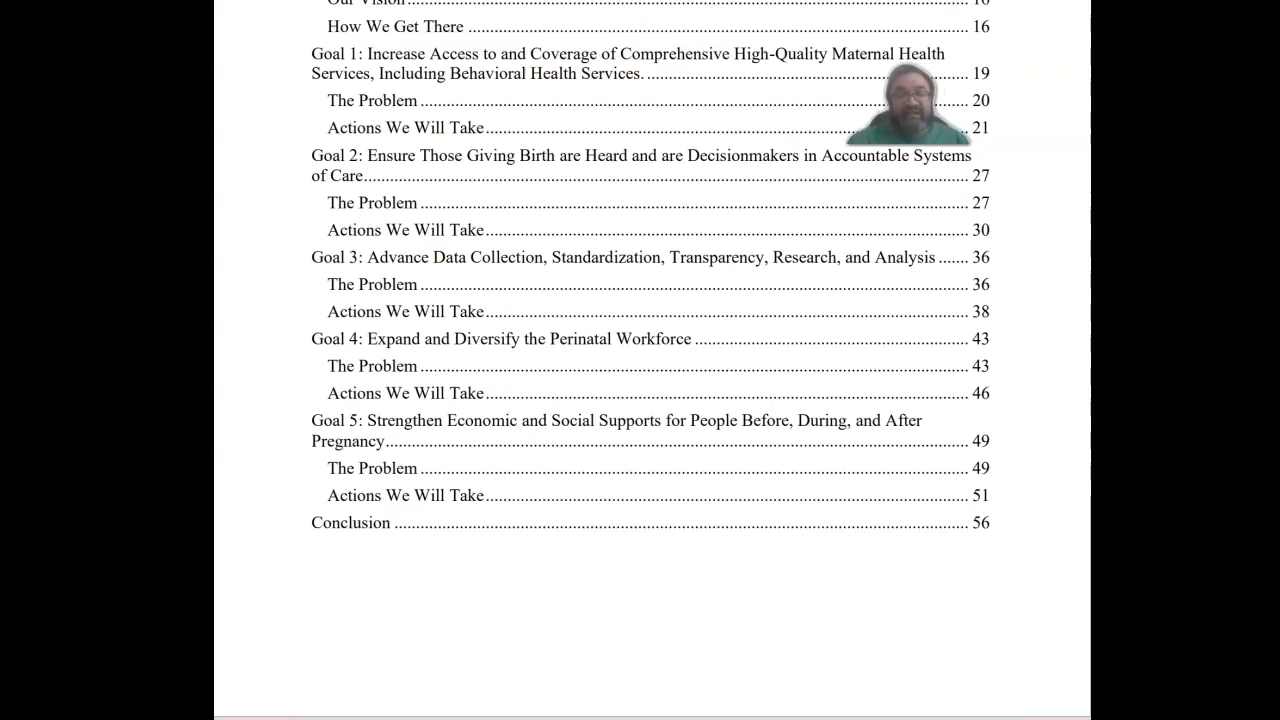 Our Vision.......... 16
How We Get There .......... 16
Goal 1: Increase Access to and Coverage of Comprehensive High-Quality Maternal Health
Services, Including Behavioral Health Services. .......... 19
The Problem .......... 20
Actions We Will Take.......... 21
Goal 2: Ensure Those Giving Birth are Heard and are Decisionmakers in Accountable Systems
of Care.......... 27
The Problem .......... 27
Actions We Will Take.......... 30
Goal 3: Advance Data Collection, Standardization, Transparency, Research, and Analysis ....... 36
The Problem .......... 36
Actions We Will Take.......... 38
Goal 4: Expand and Diversify the Perinatal Workforce .......... 43
The Problem .......... 43
Actions We Will Take.......... 46
Goal 5: Strengthen Economic and Social Supports for People Before, During, and After
Pregnancy.......... 49
The Problem .......... 49
Actions We Will Take.......... 51
Conclusion .......... 56